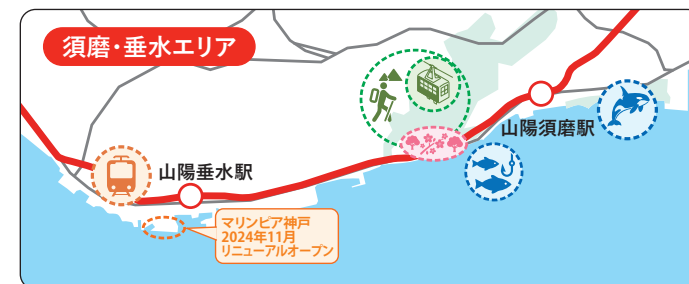 須磨・垂水エリア
山陽須磨駅
山陽垂水駅
マリンピア神戸
2024年11月
リニューアルオープン